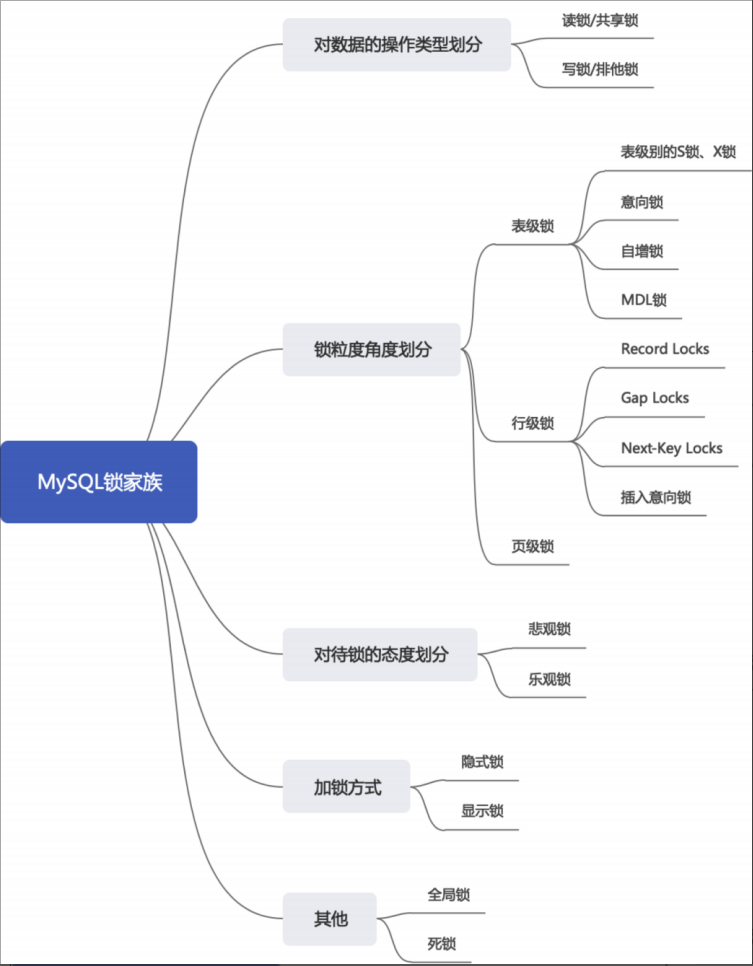 MySQL锁家族
对数据的操作类型划分
读锁/共享锁
写锁/排他锁
锁粒度角度划分
表级锁
表级别的S锁、X锁
意向锁
自增锁
MDL锁
行级锁
Record Locks
Gap Locks
Next-Key Locks
插入意向锁
页级锁
对待锁的态度划分
悲观锁
乐观锁
加锁方式
隐式锁
显示锁
其他
全局锁
死锁